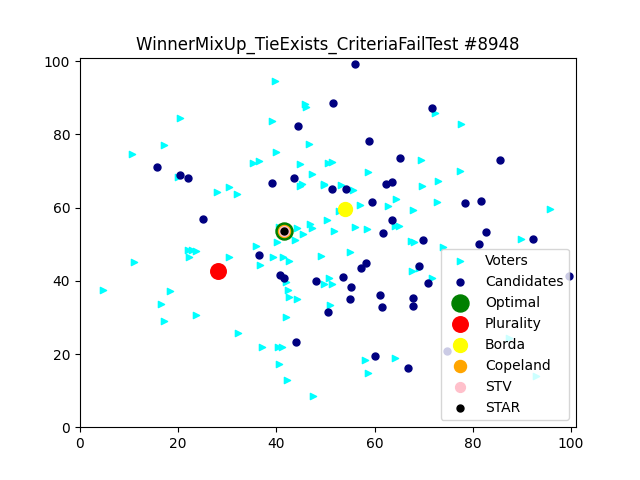 WinnerMixUp_TieExists_CriteriaFailTest #8948
100
80
60
40
20
0
0 20 40 60 80 100
Voters
Candidates
Optimal
Plurality
Borda
Copeland
STV
STAR